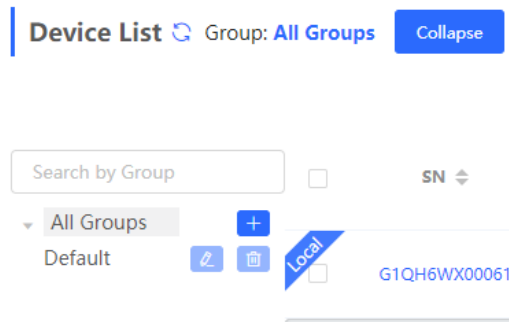 Device List Group: All Groups Collapse
Search by Group
SN
All Groups
Default
Local
G1QH6WX00061